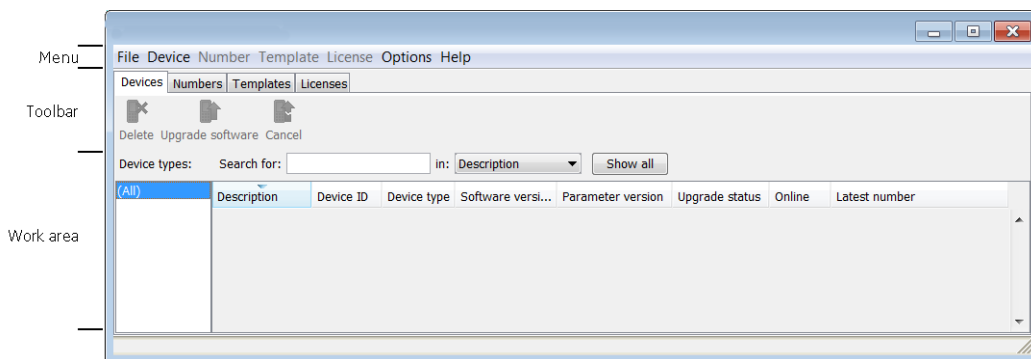 Menu
File Device Number Template License Options Help
Devices Numbers Templates Licenses
Toolbar
Delete Upgrade software Cancel
Device types: Search for: in: Description Show all
(All) Description Device ID Device type Software versi... Parameter version Upgrade status Online Latest number
Work area